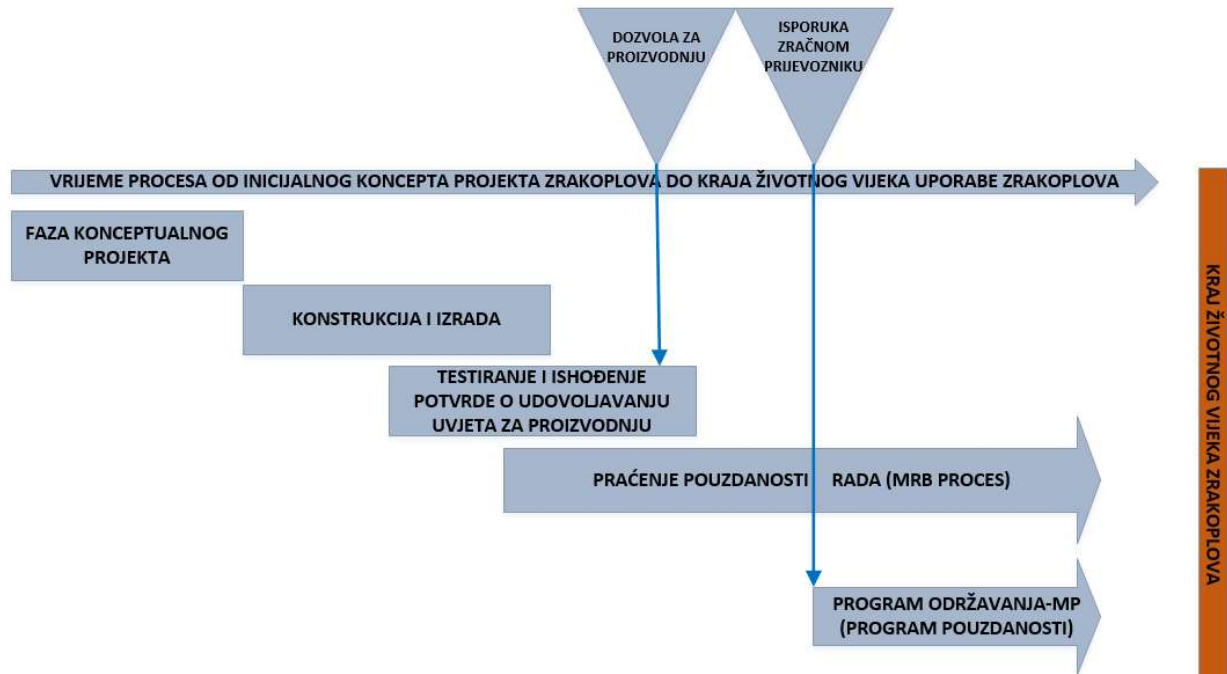 DOZVOLA ZA
PROIZVODNJU
ISPORUKA
ZRAČNOM
PRIJEVOZNIKU
VRIJEME PROCESA OD INICIJALNOG KONCEPTA PROJEKTA ZRAKOPLOVA DO KRAJA ŽIVOTNOG VIJEKA UPORABE ZRAKOPLOVA
FAZA KONCEPTUALNOG
PROJEKTA
KONSTRUKCIJA I IZRADA
TESTIRANJE I ISHOĐENJE
POTVRDE O UDOVOLJAVANJU
UVJETA ZA PROIZVODNJU
PRAĆENJE POUZDANOSTI RADA (MRB PROCES)
PROGRAM ODRŽAVANJA-MP
(PROGRAM POUZDANOSTI)
KRAJ ŽIVOTNOG VIJEKA ZRAKOPLOVA